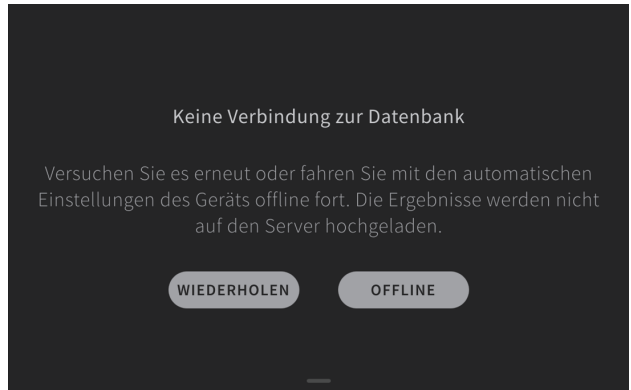 Keine Verbindung zur Datenbank
Versuchen Sie es erneut oder fahren Sie mit den automatischen
Einstellungen des Geräts offline fort. Die Ergebnisse werden nicht
auf den Server hochgeladen.
WIEDERHOLEN OFFLINE